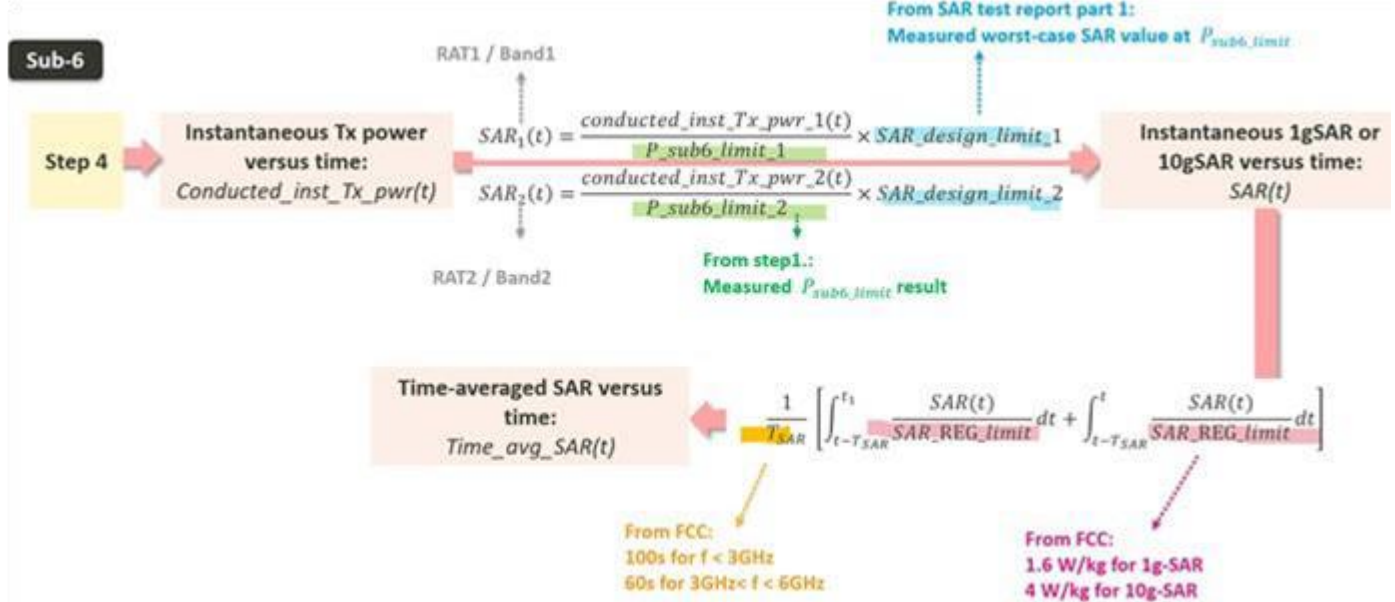 From SAR test report part 1:
Measured worst-case SAR value at P_sub6_limit
Sub-6
RAT1 / Band1
Step 4
Instantaneous Tx power
versus time:
Conducted_inst_Tx_pwr(t)
SAR₁(t) = conducted_inst_Tx_pwr_1(t) / P_sub6_limit_1 × SAR_design_limit_1
SAR₂(t) = conducted_inst_Tx_pwr_2(t) / P_sub6_limit_2 × SAR_design_limit_2
Instantaneous 1gSAR or
10gSAR versus time:
SAR(t)
RAT2 / Band2
From step1.:
Measured P_sub6_limit result
Time-averaged SAR versus
time:
Time_avg_SAR(t)
1/T_SAR [∫_{t−T_SAR}^{t₁} SAR(t)/SAR_REG_limit dt + ∫_{t−T_SAR}^{t} SAR(t)/SAR_REG_limit dt]
From FCC:
100s for f < 3GHz
60s for 3GHz< f < 6GHz
From FCC:
1.6 W/kg for 1g-SAR
4 W/kg for 10g-SAR